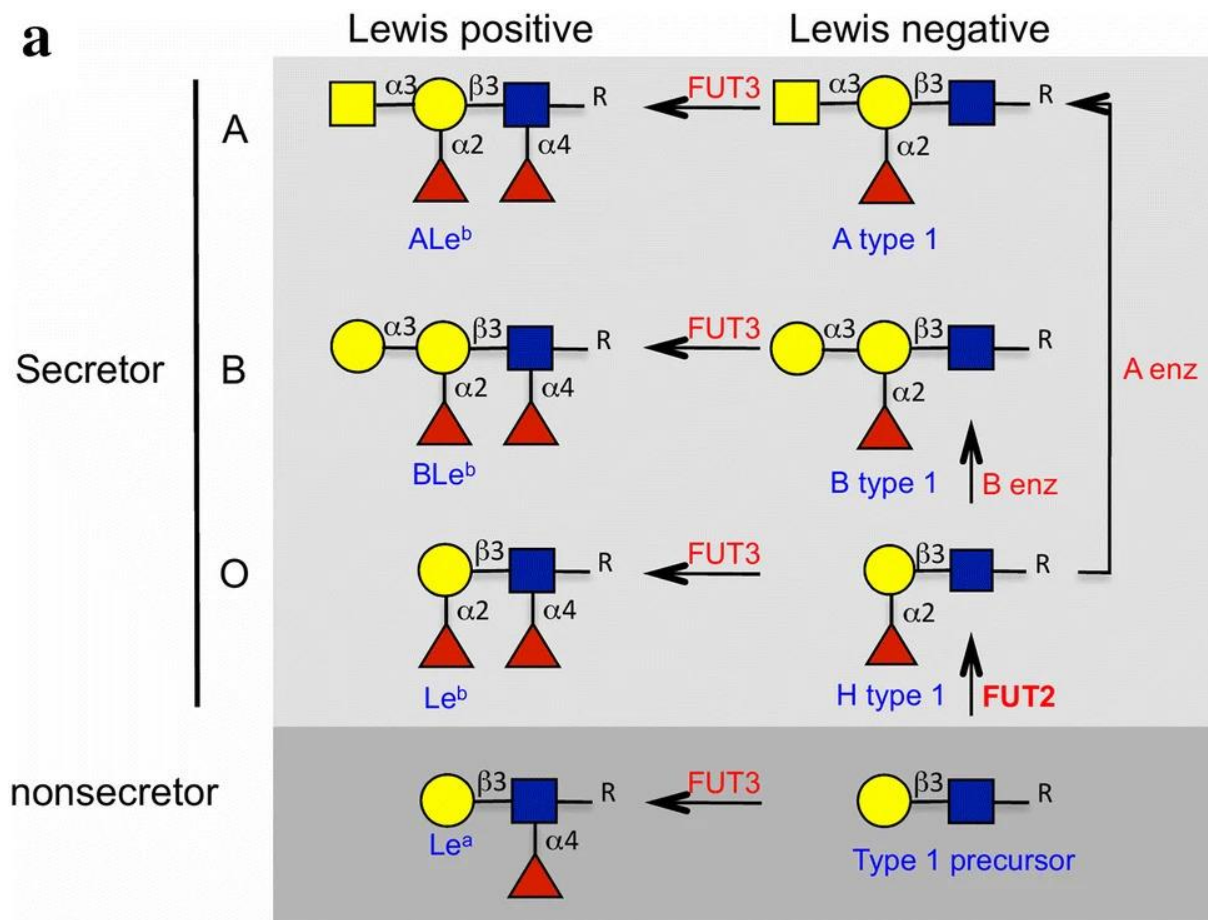 a
Lewis positive Lewis negative
Secretor
A
α3 β3 R FUT3 α3 β3 R
α2 α4 α2
ALeᵇ A type 1
A enz
B
α3 β3 R FUT3 α3 β3 R
α2 α4 α2
BLeᵇ B type 1 B enz
O
β3 R FUT3 β3 R
α2 α4 α2
Leᵇ H type 1 FUT2
nonsecretor
β3 R FUT3 β3 R
Leᵃ α4 Type 1 precursor